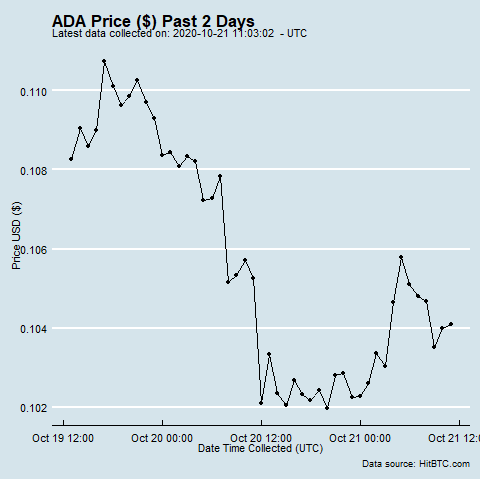 ADA Price ($) Past 2 Days
Latest data collected on: 2020-10-21 11:03:02 - UTC
0.110
0.108
0.106
0.104
0.102
Price USD ($)
Oct 19 12:00 Oct 20 00:00 Oct 20 12:00 Oct 21 00:00 Oct 21 12
Date Time Collected (UTC)
Data source: HitBTC.com